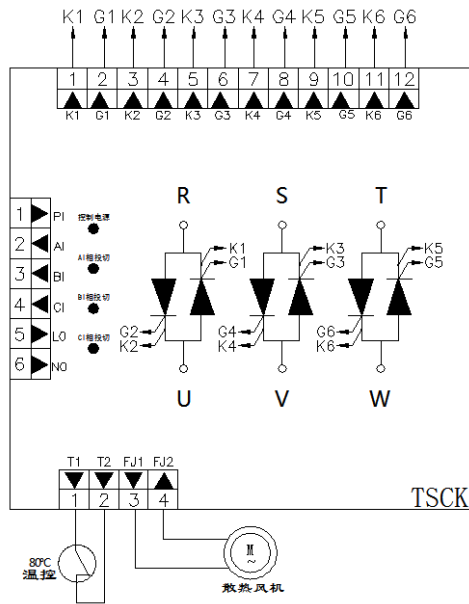 K1 G1 K2 G2 K3 G3 K4 G4 K5 G5 K6 G6
1 2 3 4 5 6 7 8 9 10 11 12
K1 G1 K2 G2 K3 G3 K4 G4 K5 G5 K6 G6
R S T
1 PI 控制电源
2 AI
AI相投切
3 BI
BI相投切
4 CI
CI相投切
5 LO
6 NO
K1 K3 K5
G1 G3 G5
G2 G4 G6
K2 K4 K6
U V W
T1 T2 FJ1 FJ2
1 2 3 4
TSCK
80℃
温控
M
~
散热风机